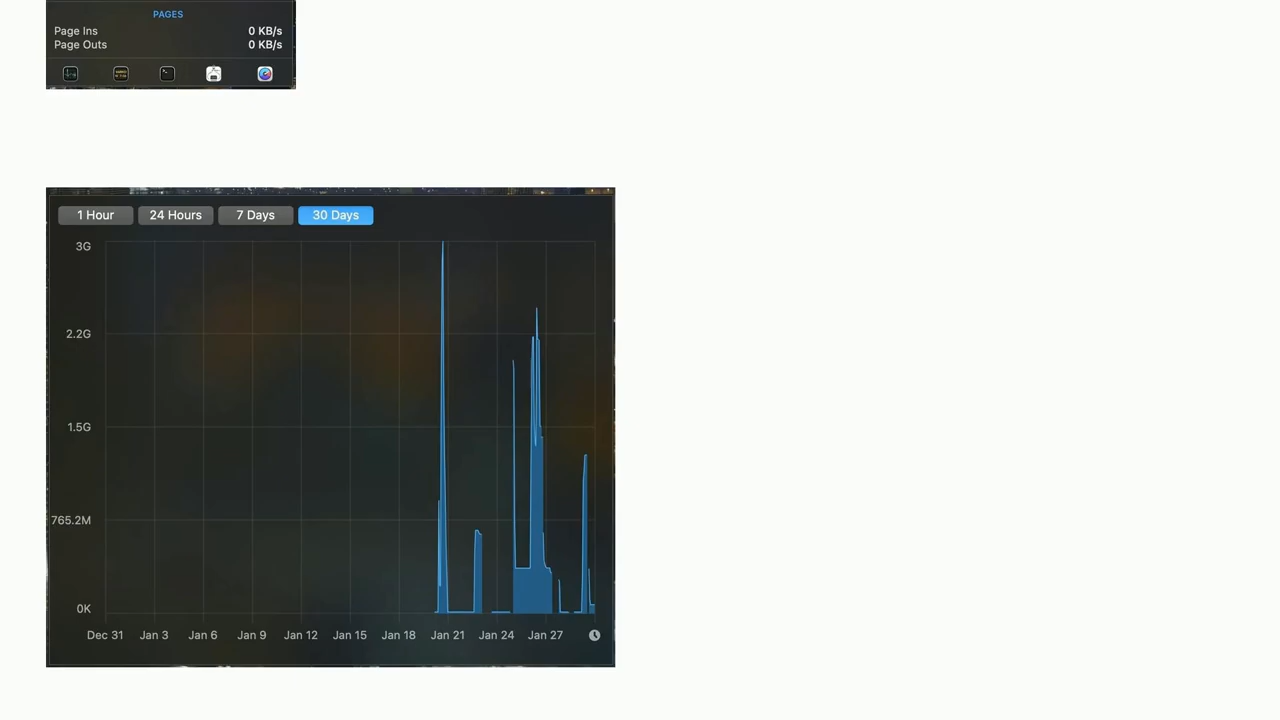 PAGES
Page Ins 0 KB/s
Page Outs 0 KB/s
1 Hour 24 Hours 7 Days 30 Days
3G
2.2G
1.5G
765.2M
0K
Dec 31 Jan 3 Jan 6 Jan 9 Jan 12 Jan 15 Jan 18 Jan 21 Jan 24 Jan 27